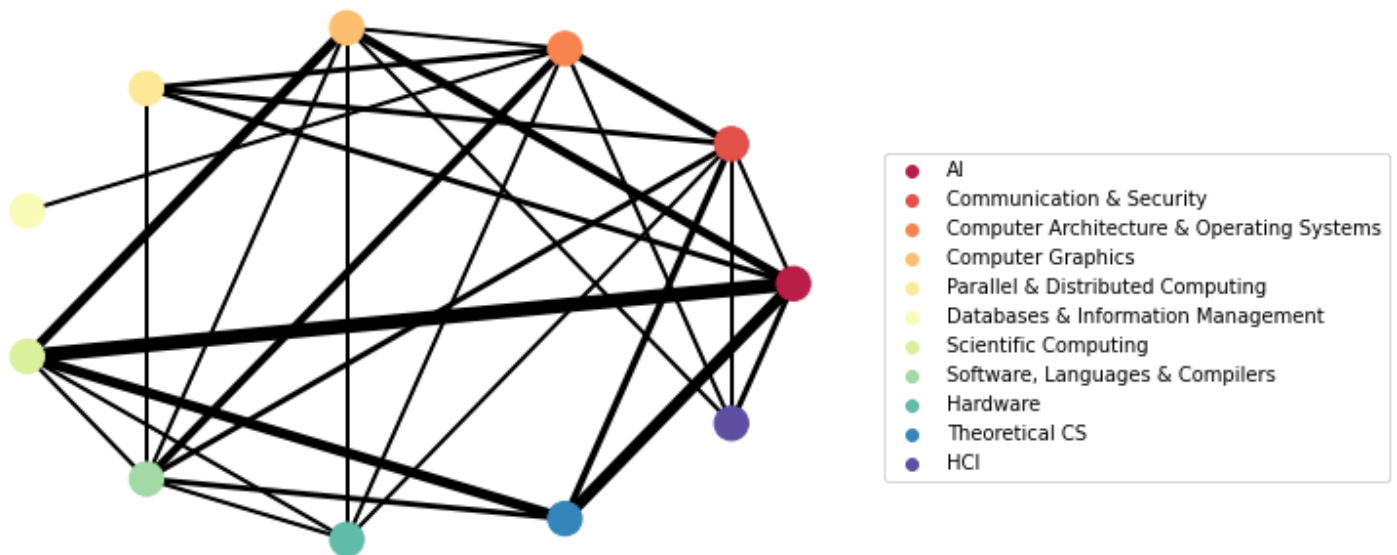 AI
Communication & Security
Computer Architecture & Operating Systems
Computer Graphics
Parallel & Distributed Computing
Databases & Information Management
Scientific Computing
Software, Languages & Compilers
Hardware
Theoretical CS
HCI